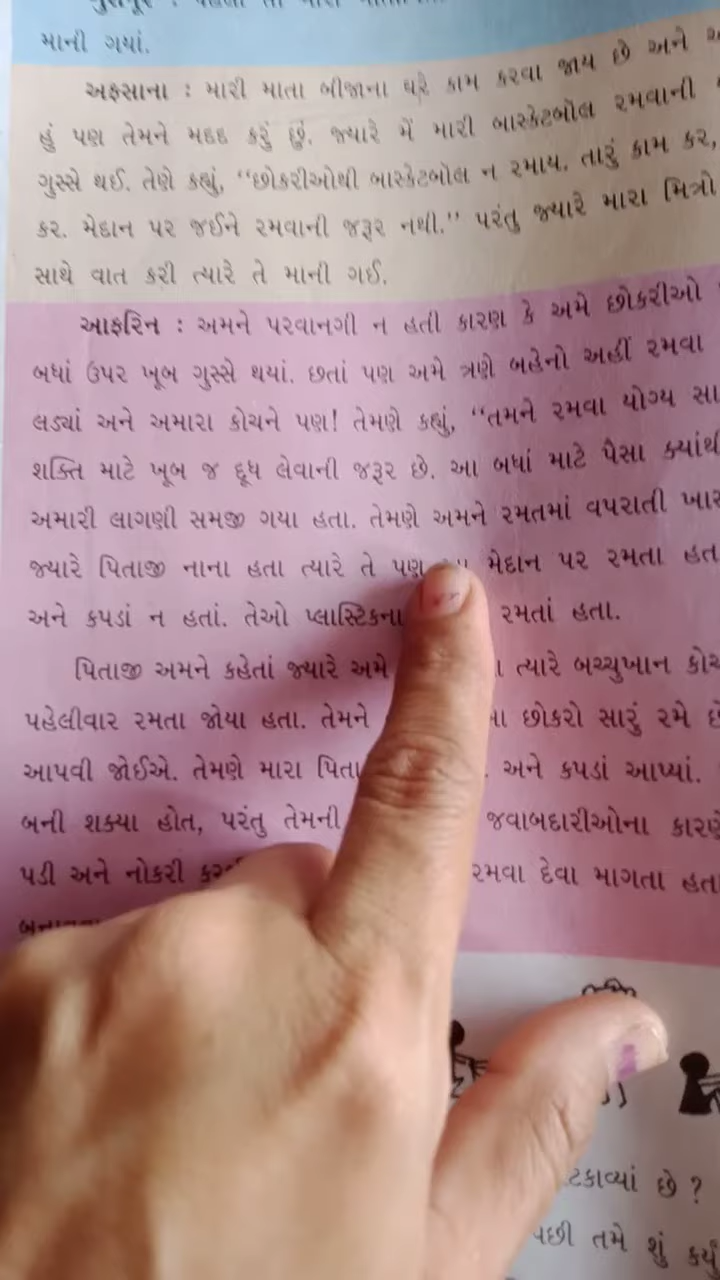 માની ગયાં.
અફસાના : મારી માતા બીજાના ઘરે કામ કરવા જાય છે અને
હું પણ તેમને મદદ કરું છું. જ્યારે મેં મારી બાસ્કેટબૉલ રમવાની
ગુસ્સે થઈ. તેણે કહ્યું, “છોકરીઓથી બાસ્કેટબૉલ ન રમાય. તારું કામ કર,
કર. મેદાન પર જઈને રમવાની જરૂર નથી.” પરંતુ જ્યારે મારા મિત્રો
સાથે વાત કરી ત્યારે તે માની ગઈ.
આફરિન : અમને પરવાનગી ન હતી કારણ કે અમે છોકરીઓ
બધાં ઉપર ખૂબ ગુસ્સે થયાં. છતાં પણ અમે ત્રણે બહેનો અહીં રમવા
લડ્યાં અને અમારા કોચને પણ! તેમણે કહ્યું, “તમને રમવા યોગ્ય
શક્તિ માટે ખૂબ જ દૂધ લેવાની જરૂર છે. આ બધાં માટે પૈસા ક્યાંથી
અમારી લાગણી સમજી ગયા હતા. તેમણે અમને રમતમાં વપરાતી
જ્યારે પિતાજી નાના હતા ત્યારે તે પણ મેદાન પર રમતા
અને કપડાં ન હતાં. તેઓ પ્લાસ્ટિકના રમતાં હતા.
પિતાજી અમને કહેતાં જ્યારે અમે ત્યારે બચ્ચુખાન
પહેલીવાર રમતા જોયા હતા. તેમને છોકરો સારું રમે
આપવી જોઈએ. તેમણે મારા અને કપડાં આપ્યાં.
બની શક્યા હોત, પરંતુ તેમની જવાબદારીઓના કારણે
પડી અને નોકરી રમવા દેવા માગતા
છે ?
પછી તમે શું